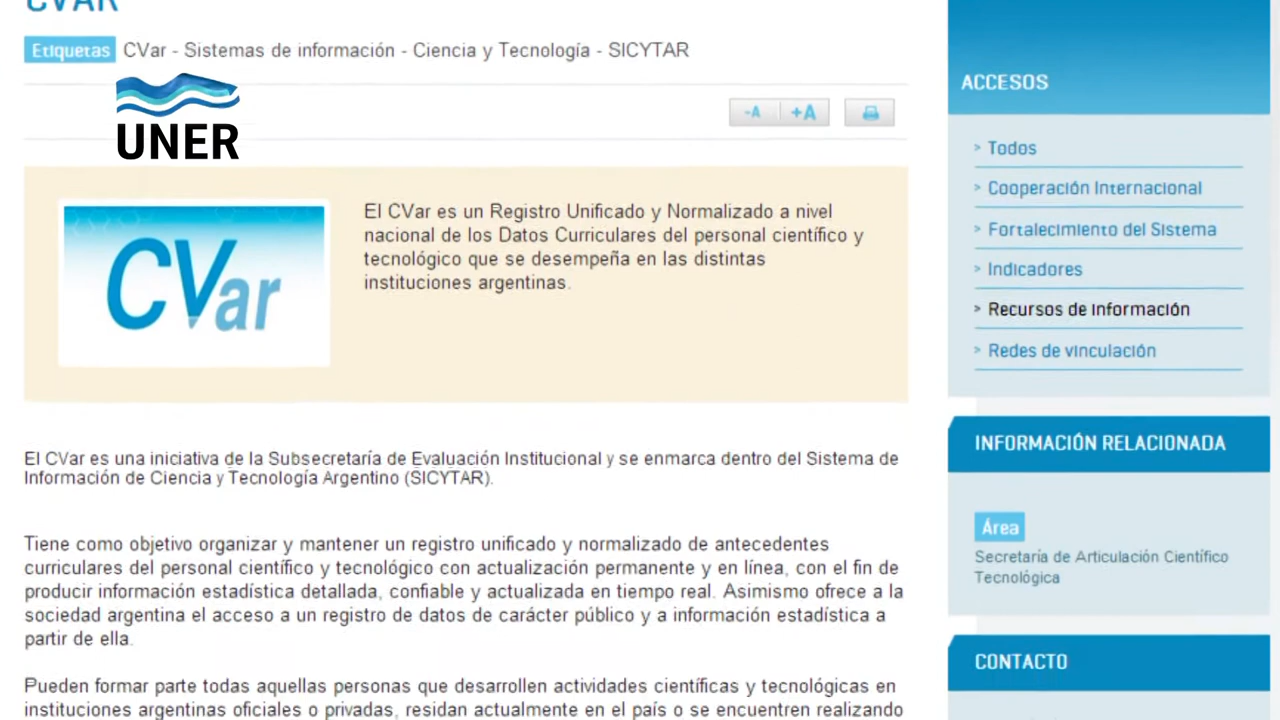 CVAR
Etiquetas CVar - Sistemas de información - Ciencia y Tecnología - SICYTAR
UNER
-A +A
CVar
El CVar es un Registro Unificado y Normalizado a nivel
nacional de los Datos Curriculares del personal científico y
tecnológico que se desempeña en las distintas
instituciones argentinas.
El CVar es una iniciativa de la Subsecretaría de Evaluación Institucional y se enmarca dentro del Sistema de
Información de Ciencia y Tecnología Argentino (SICYTAR).
Tiene como objetivo organizar y mantener un registro unificado y normalizado de antecedentes
curriculares del personal científico y tecnológico con actualización permanente y en línea, con el fin de
producir información estadística detallada, confiable y actualizada en tiempo real. Asimismo ofrece a la
sociedad argentina el acceso a un registro de datos de carácter público y a información estadística a
partir de ella.
Pueden formar parte todas aquellas personas que desarrollen actividades científicas y tecnológicas en
instituciones argentinas oficiales o privadas, residan actualmente en el país o se encuentren realizando
ACCESOS
> Todos
> Cooperación Internacional
> Fortalecimiento del Sistema
> Indicadores
> Recursos de información
> Redes de vinculación
INFORMACIÓN RELACIONADA
Área
Secretaría de Articulación Científico
Tecnológica
CONTACTO